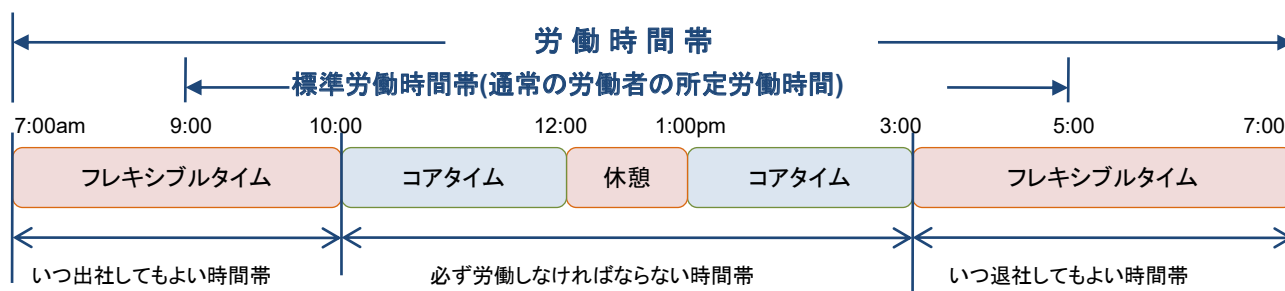 労 働 時 間 帯
標準労働時間帯(通常の労働者の所定労働時間)
7:00am 9:00 10:00 12:00 1:00pm 3:00 5:00 7:00
フレキシブルタイム コアタイム 休憩 コアタイム フレキシブルタイム
いつ出社してもよい時間帯 必ず労働しなければならない時間帯 いつ退社してもよい時間帯